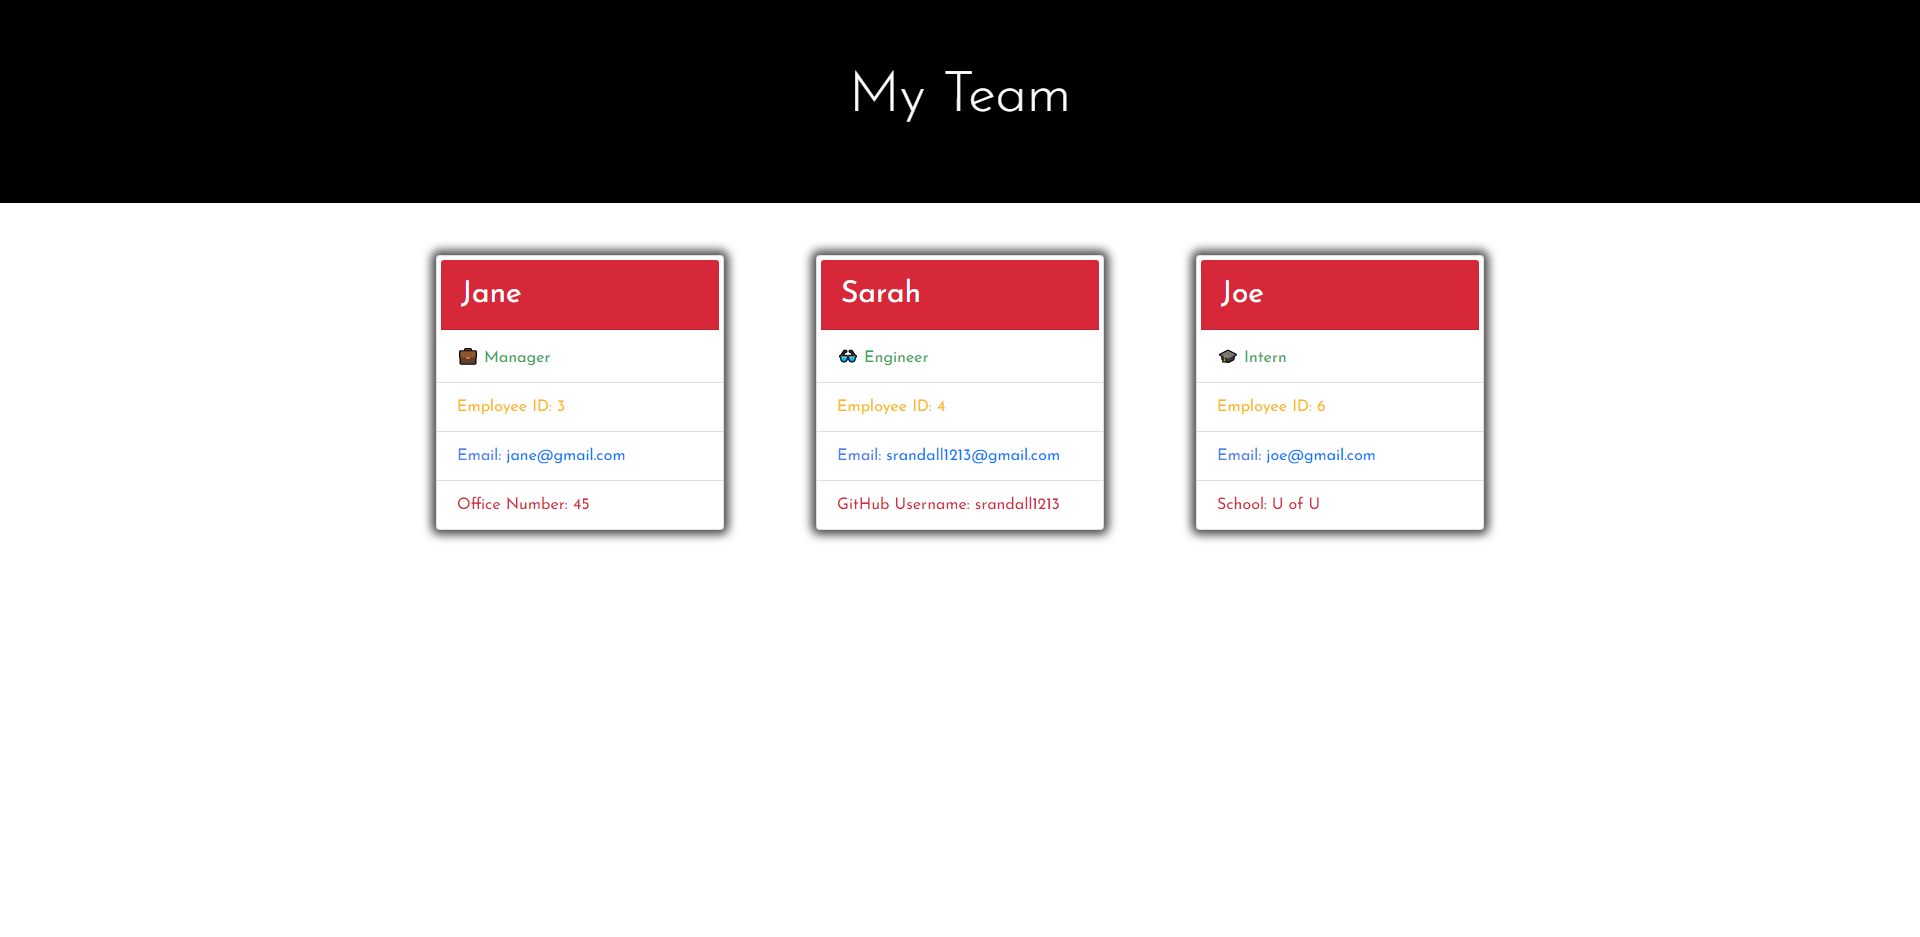 My Team
Jane
Manager
Employee ID: 3
Email: jane@gmail.com
Office Number: 45
Sarah
Engineer
Employee ID: 4
Email: srandall1213@gmail.com
GitHub Username: srandall1213
Joe
Intern
Employee ID: 6
Email: joe@gmail.com
School: U of U